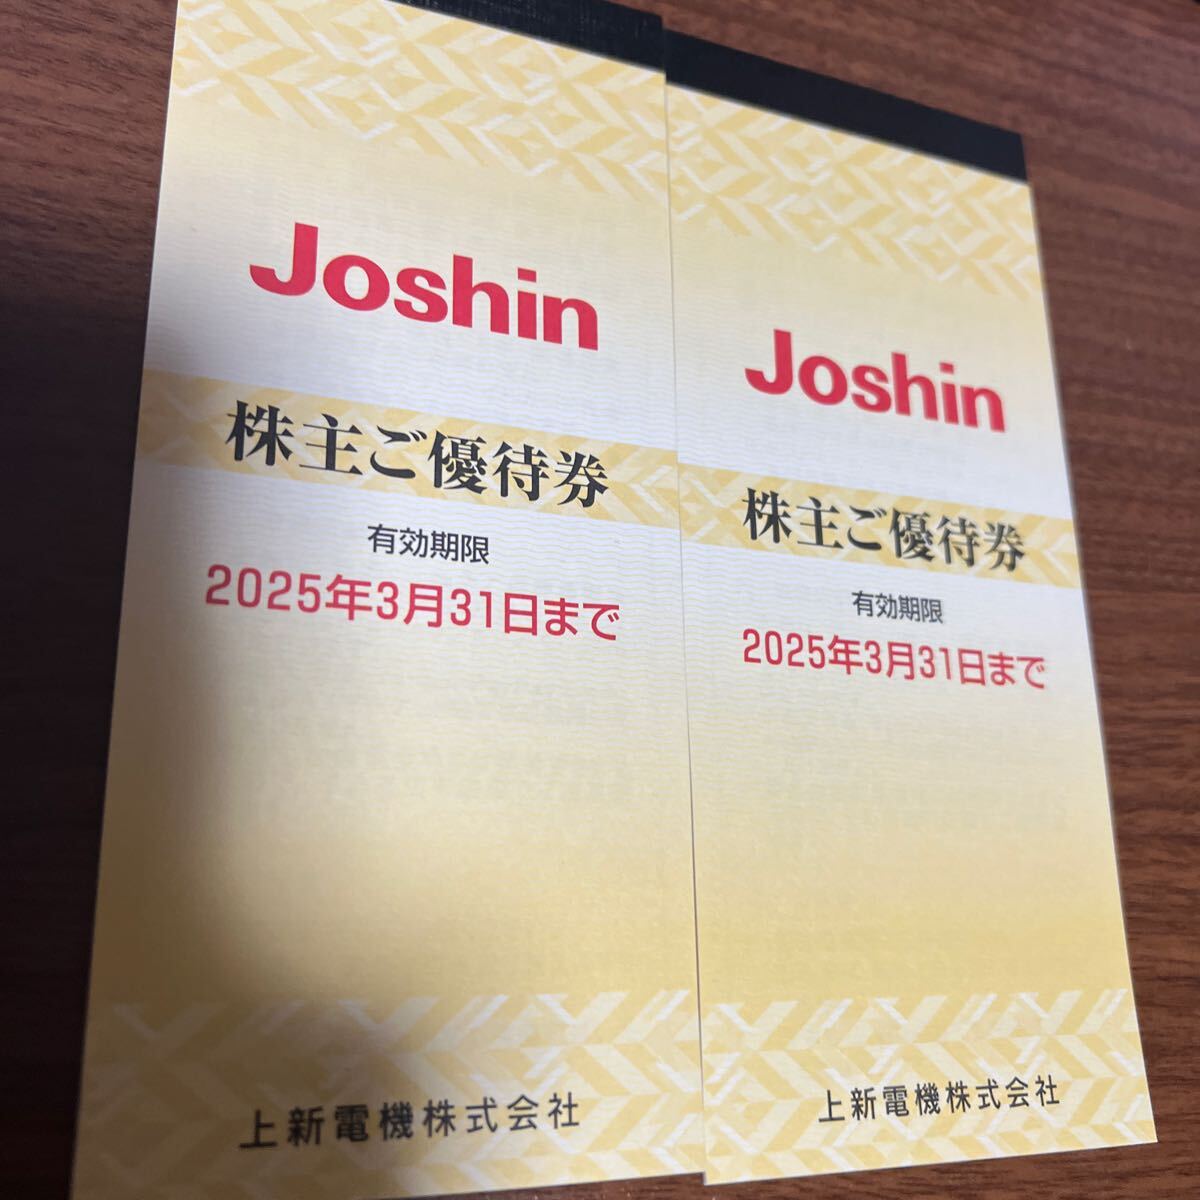 Joshin
株主ご優待券
有効期限
2025年3月31日まで
上新電機株式会社
Joshin
株主ご優待券
有効期限
2025年3月31日まで
上新電機株式会社